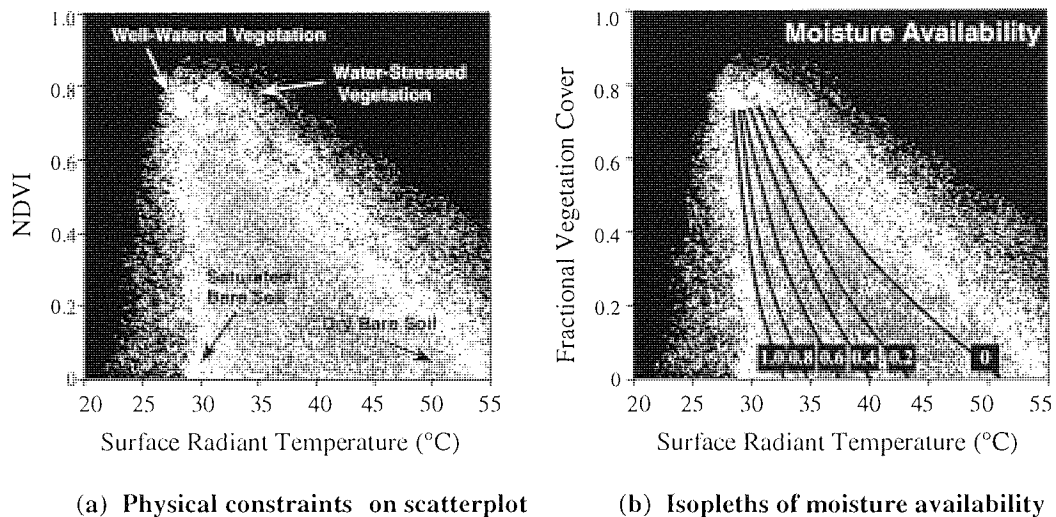 1.0
0.8
0.6
0.4
0.2
0
NDVI
Well-Watered Vegetation
Water-Stressed
Vegetation
Saturated
Bare Soil
Dry Bare Soil
20 25 30 35 40 45 50 55
Surface Radiant Temperature (°C)
(a) Physical constraints on scatterplot
1.0
0.8
0.6
0.4
0.2
0
Fractional Vegetation Cover
Moisture Availability
1.0 0.8 0.6 0.4 0.2 0
20 25 30 35 40 45 50 55
Surface Radiant Temperature (°C)
(b) Isopleths of moisture availability